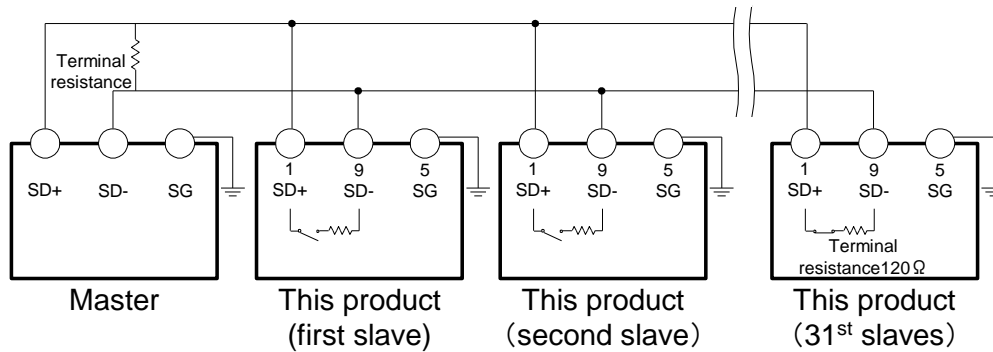 Terminal
resistance
1 9 5 1 9 5 1 9 5
SD+ SD- SG SD+ SD- SG SD+ SD- SG SD+ SD- SG
Terminal
resistance120Ω
Master This product This product This product
(first slave) （second slave） （31st slaves）